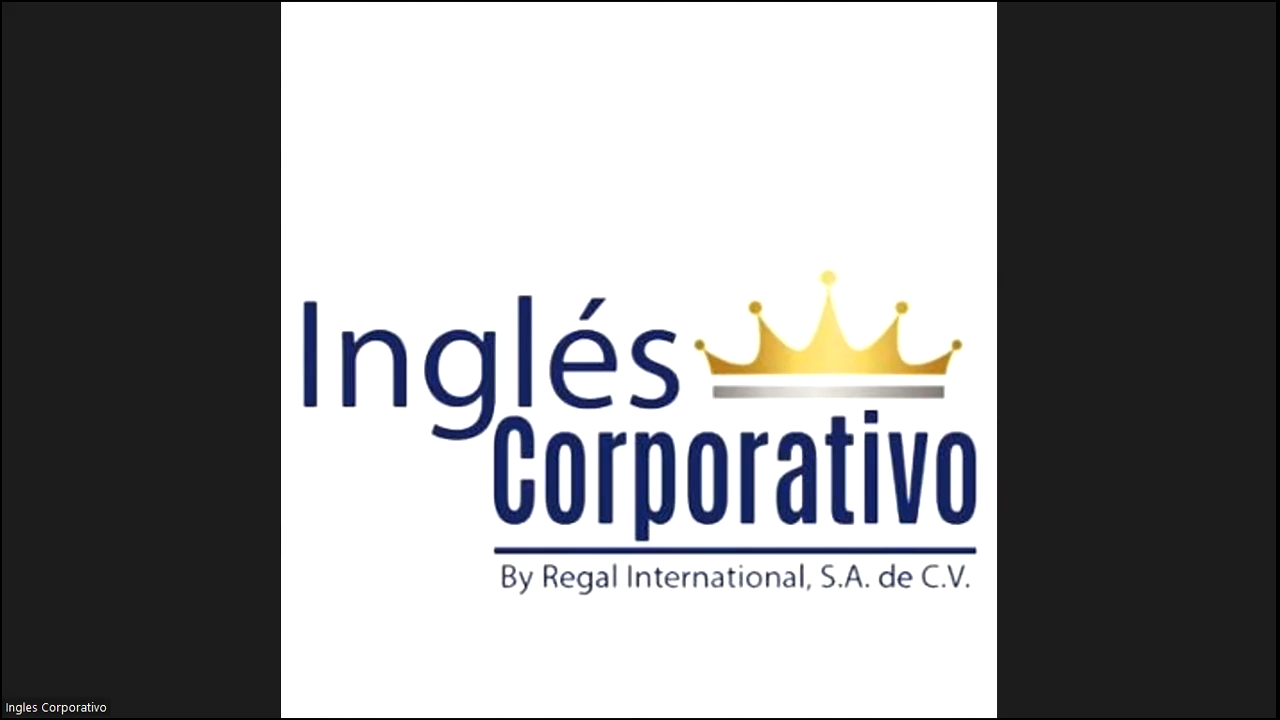 Inglés
Corporativo
By Regal International, S.A. de C.V.
Ingles Corporativo